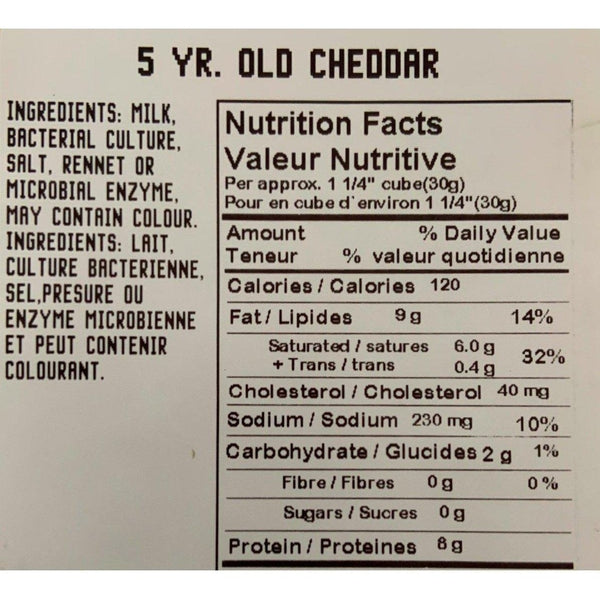 5 YR. OLD CHEDDAR
INGREDIENTS: MILK,
BACTERIAL CULTURE,
SALT, RENNET OR
MICROBIAL ENZYME,
MAY CONTAIN COLOUR.
INGREDIENTS: LAIT,
CULTURE BACTERIENNE,
SEL,PRESURE OU
ENZYME MICROBIENNE
ET PEUT CONTENIR
COLOURANT.
Nutrition Facts
Valeur Nutritive
Per approx. 1 1/4" cube(30g)
Pour en cube d'environ 1 1/4"(30g)
Amount % Daily Value
Teneur % valeur quotidienne
Calories / Calories 120
Fat / Lipides 9 g 14%
Saturated / satures 6.0 g 32%
+ Trans / trans 0.4 g
Cholesterol / Cholesterol 40 mg
Sodium / Sodium 230 mg 10%
Carbohydrate / Glucides 2 g 1%
Fibre / Fibres 0 g 0 %
Sugars / Sucres 0 g
Protein / Proteines 8 g